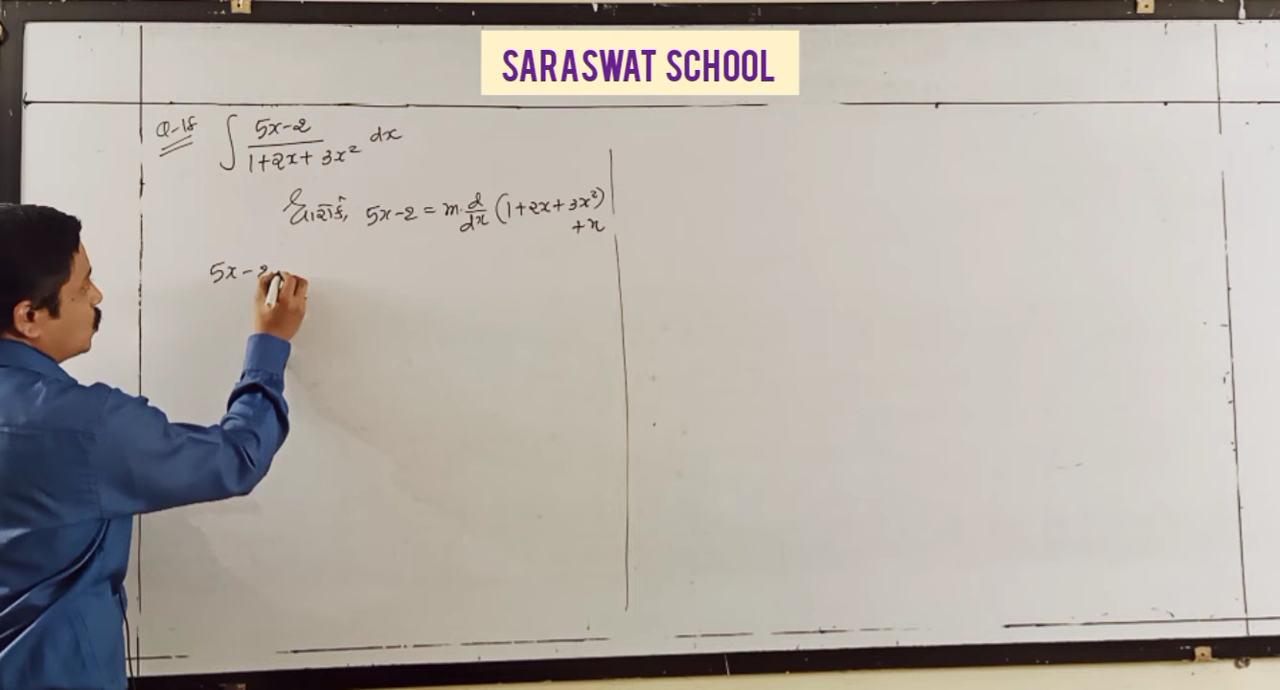 SARASWAT SCHOOL
Q-18 ∫ (5x-2)/(1+2x+3x²) dx
ધારોકે, 5x-2 = m·d/dx (1+2x+3x²)
+n
5x-2